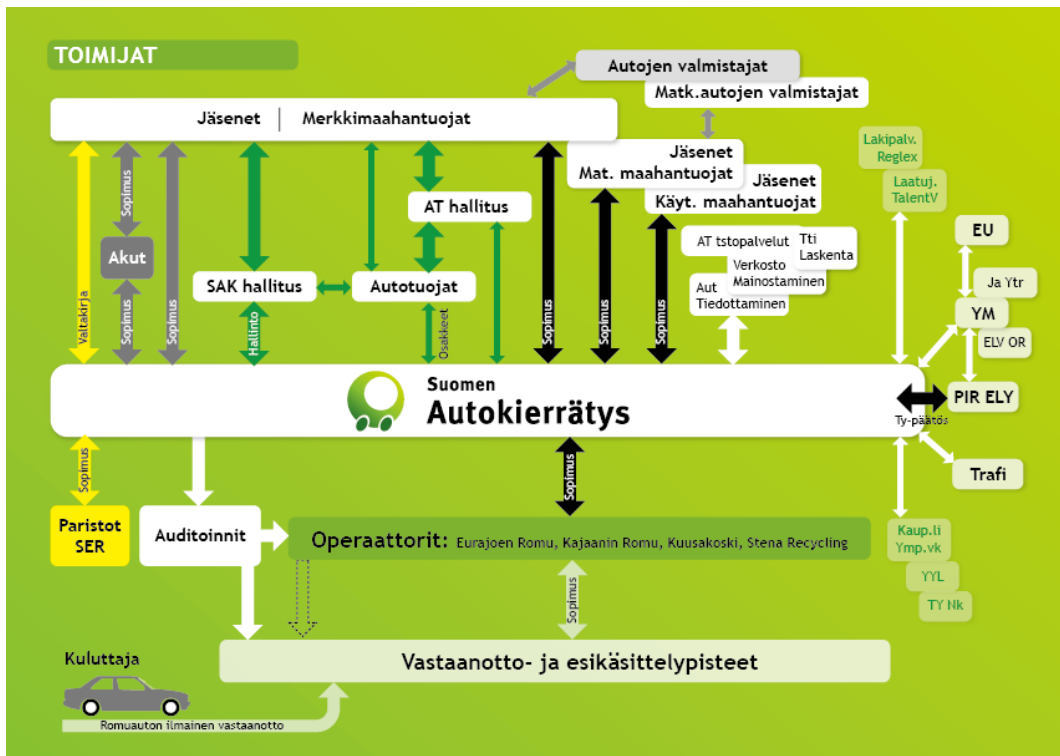 TOIMIJAT
Autojen valmistajat
Matk.autojen valmistajat
Jäsenet | Merkkimaahantuojat
Jäsenet
Mat. maahantuojat
Jäsenet
Käyt. maahantuojat
Lakipalv.
Reglex
Laatuj.
TalentV
AT hallitus
AT tstopalvelut
Tti
Laskenta
Verkosto
Mainostaminen
Aut
Tiedottaminen
EU
Ja Ytr
YM
ELV OR
PIR ELY
Ty-päätös
Trafi
Valtakirja
Sopimus
Akut
Sopimus
Sopimus
SAK hallitus
Autotuojat
Hallinto
Osakkeet
Sopimus
Sopimus
Sopimus
Suomen
Autokierrätys
Sopimus
Sopimus
Paristot
SER
Auditoinnit
Operaattorit: Eurajoen Romu, Kajaanin Romu, Kuusakoski, Stena Recycling
Kaup.li
Ymp.vk
YYL
TY Nk
Sopimus
Vastaanotto- ja esikäsittelypisteet
Kuluttaja
Romuauton ilmainen vastaanotto